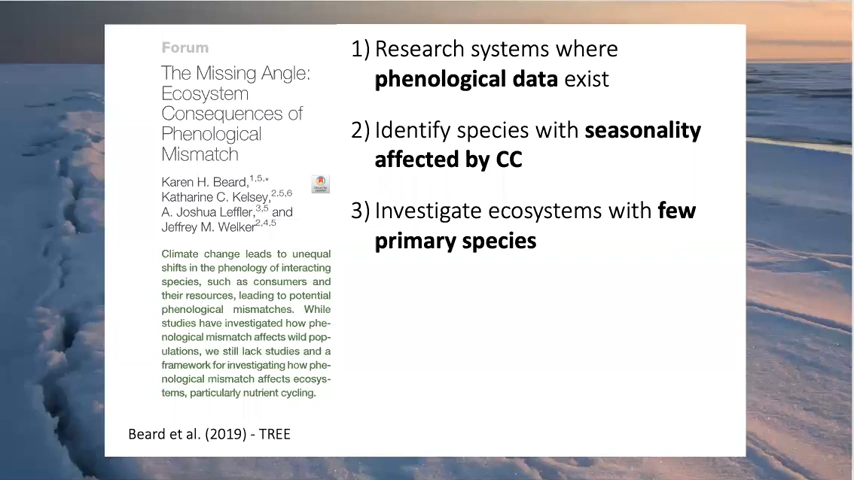 Forum
The Missing Angle:
Ecosystem
Consequences of
Phenological
Mismatch
Karen H. Beard,1,5,*
Katharine C. Kelsey,2,5,6
A. Joshua Leffler,3,5 and
Jeffrey M. Welker2,4,5
Climate change leads to unequal
shifts in the phenology of interacting
species, such as consumers and
their resources, leading to potential
phenological mismatches. While
studies have investigated how phe-
nological mismatch affects wild pop-
ulations, we still lack studies and a
framework for investigating how phe-
nological mismatch affects ecosys-
tems, particularly nutrient cycling.
Beard et al. (2019) - TREE
1) Research systems where
phenological data exist
2) Identify species with seasonality
affected by CC
3) Investigate ecosystems with few
primary species